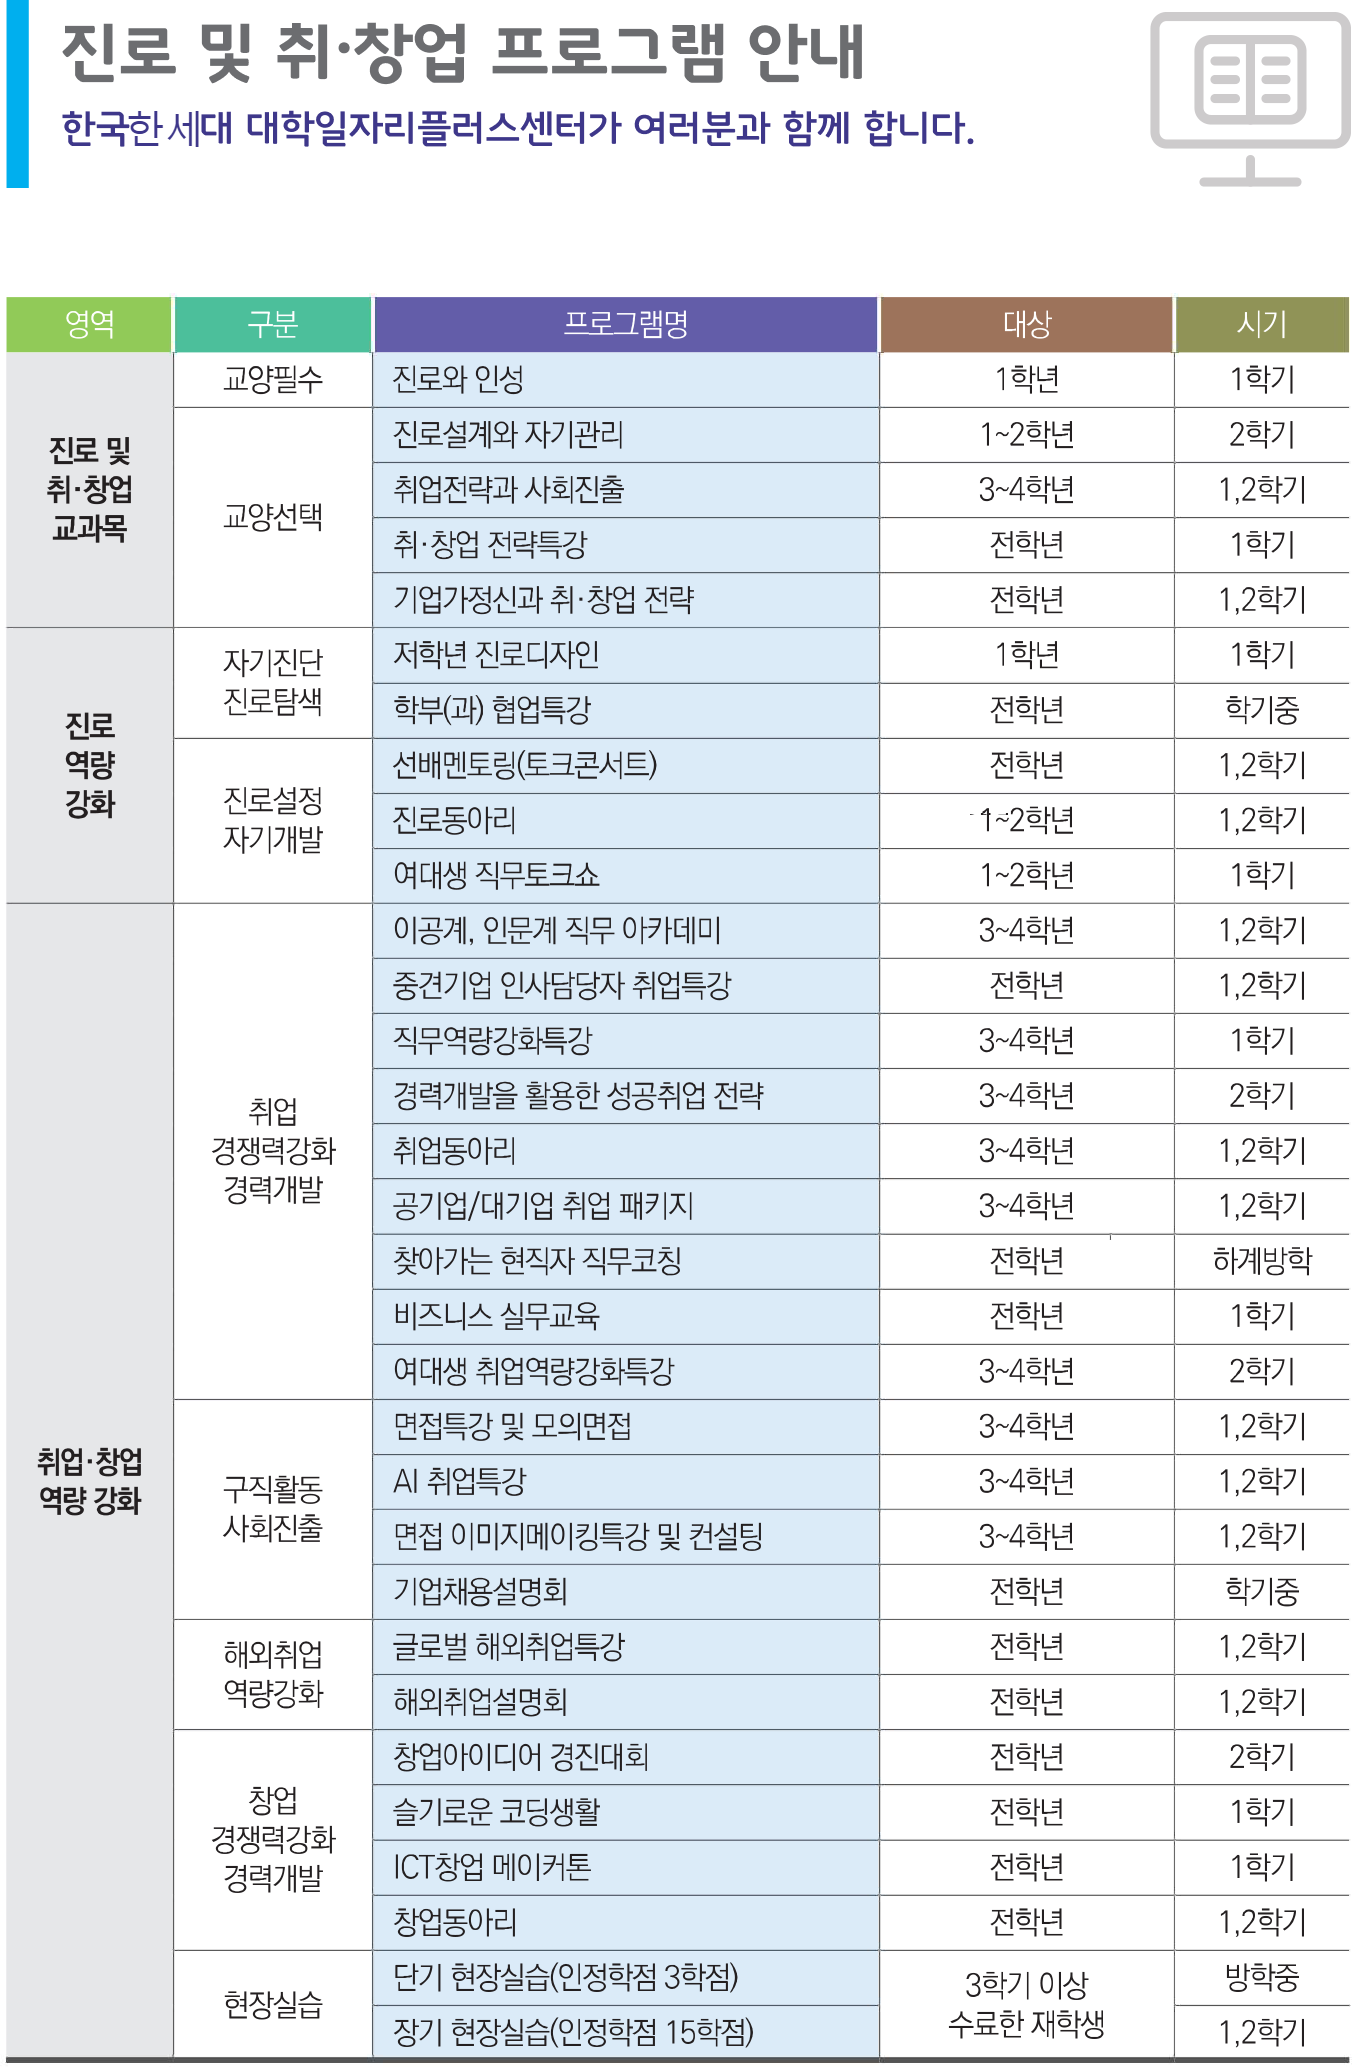 진로 및 취·창업 프로그램 안내
한국한세대 대학일자리플러스센터가 여러분과 함께 합니다.
영역 구분 프로그램명 대상 시기
진로 및
취·창업
교과목
교양필수 진로와 인성 1학년 1학기
교양선택
진로설계와 자기관리 1~2학년 2학기
취업전략과 사회진출 3~4학년 1,2학기
취·창업 전략특강 전학년 1학기
기업가정신과 취·창업 전략 전학년 1,2학기
진로
역량
강화
자기진단
진로탐색
저학년 진로디자인 1학년 1학기
학부(과) 협업특강 전학년 학기중
진로설정
자기개발
선배멘토링(토크콘서트) 전학년 1,2학기
진로동아리 1~2학년 1,2학기
여대생 직무토크쇼 1~2학년 1학기
취업·창업
역량 강화
취업
경쟁력강화
경력개발
이공계, 인문계 직무 아카데미 3~4학년 1,2학기
중견기업 인사담당자 취업특강 전학년 1,2학기
직무역량강화특강 3~4학년 1학기
경력개발을 활용한 성공취업 전략 3~4학년 2학기
취업동아리 3~4학년 1,2학기
공기업/대기업 취업 패키지 3~4학년 1,2학기
찾아가는 현직자 직무코칭 전학년 하계방학
비즈니스 실무교육 전학년 1학기
여대생 취업역량강화특강 3~4학년 2학기
구직활동
사회진출
면접특강 및 모의면접 3~4학년 1,2학기
AI 취업특강 3~4학년 1,2학기
면접 이미지메이킹특강 및 컨설팅 3~4학년 1,2학기
기업채용설명회 전학년 학기중
해외취업
역량강화
글로벌 해외취업특강 전학년 1,2학기
해외취업설명회 전학년 1,2학기
창업
경쟁력강화
경력개발
창업아이디어 경진대회 전학년 2학기
슬기로운 코딩생활 전학년 1학기
ICT창업 메이커톤 전학년 1학기
창업동아리 전학년 1,2학기
현장실습
단기 현장실습(인정학점 3학점) 방학중
장기 현장실습(인정학점 15학점) 1,2학기
3학기 이상
수료한 재학생